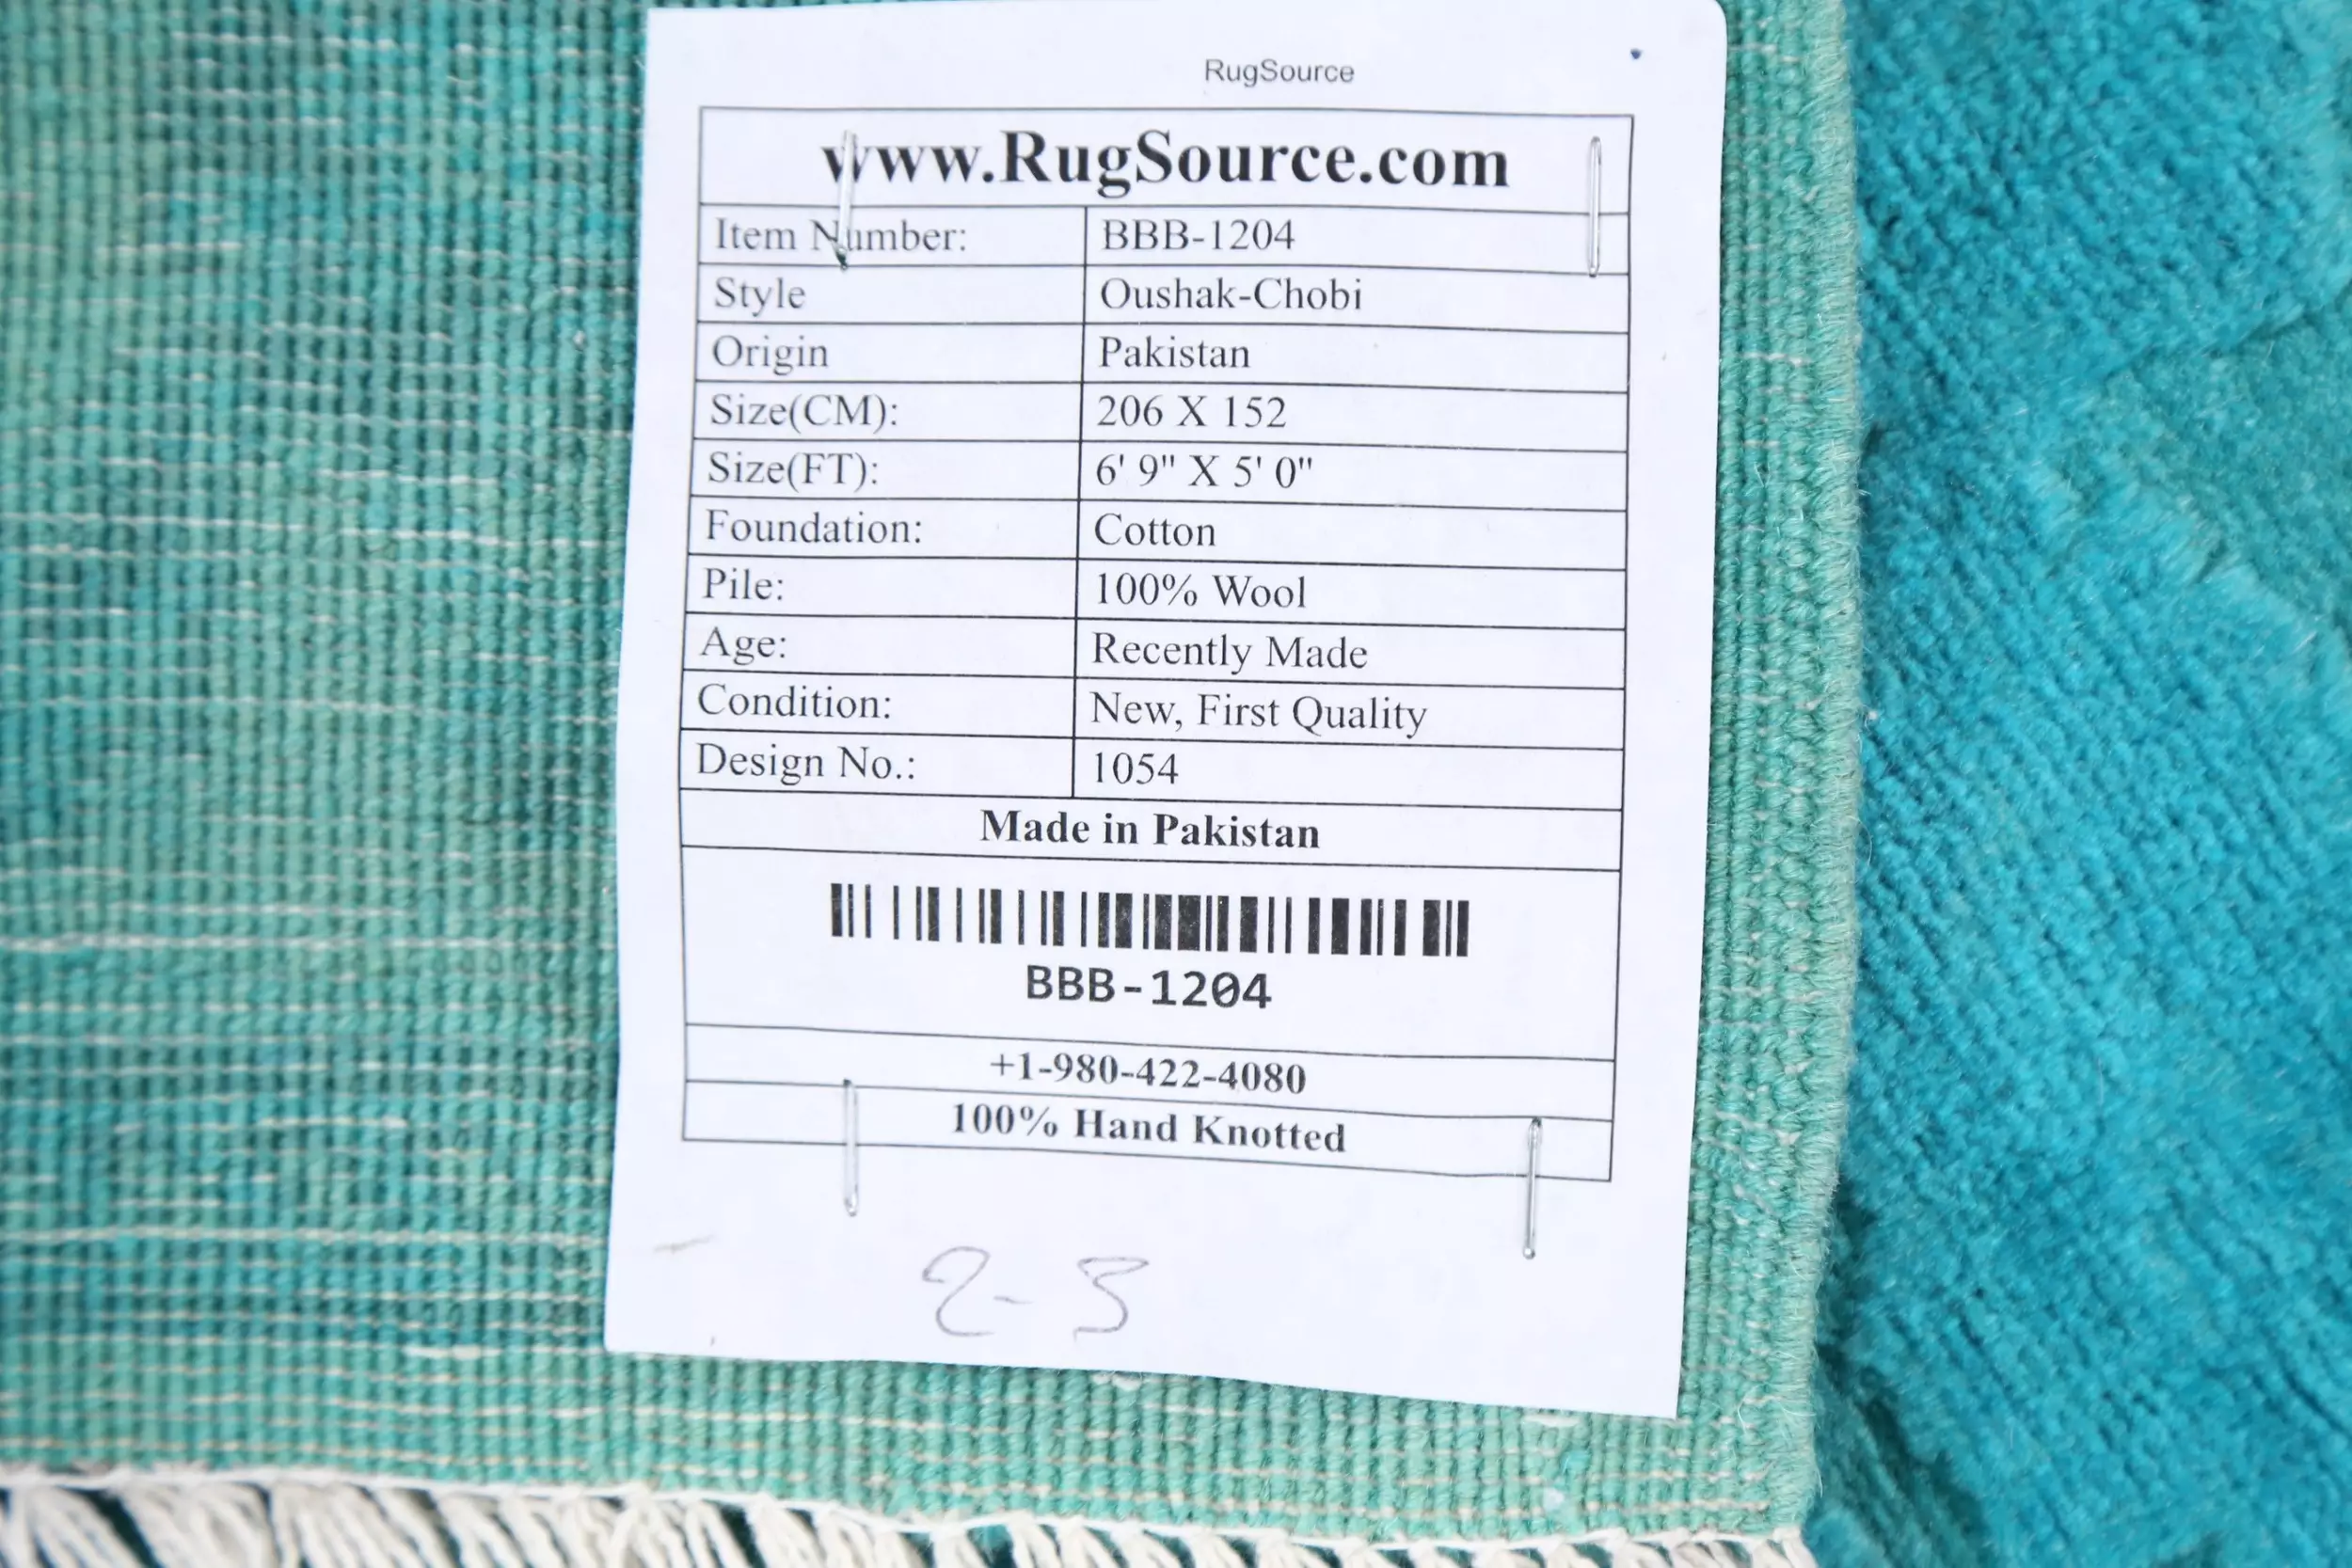 RugSource
www.RugSource.com
Item Number: BBB-1204
Style Oushak-Chobi
Origin Pakistan
Size(CM): 206 X 152
Size(FT): 6' 9" X 5' 0"
Foundation: Cotton
Pile: 100% Wool
Age: Recently Made
Condition: New, First Quality
Design No.: 1054
Made in Pakistan
BBB-1204
+1-980-422-4080
100% Hand Knotted